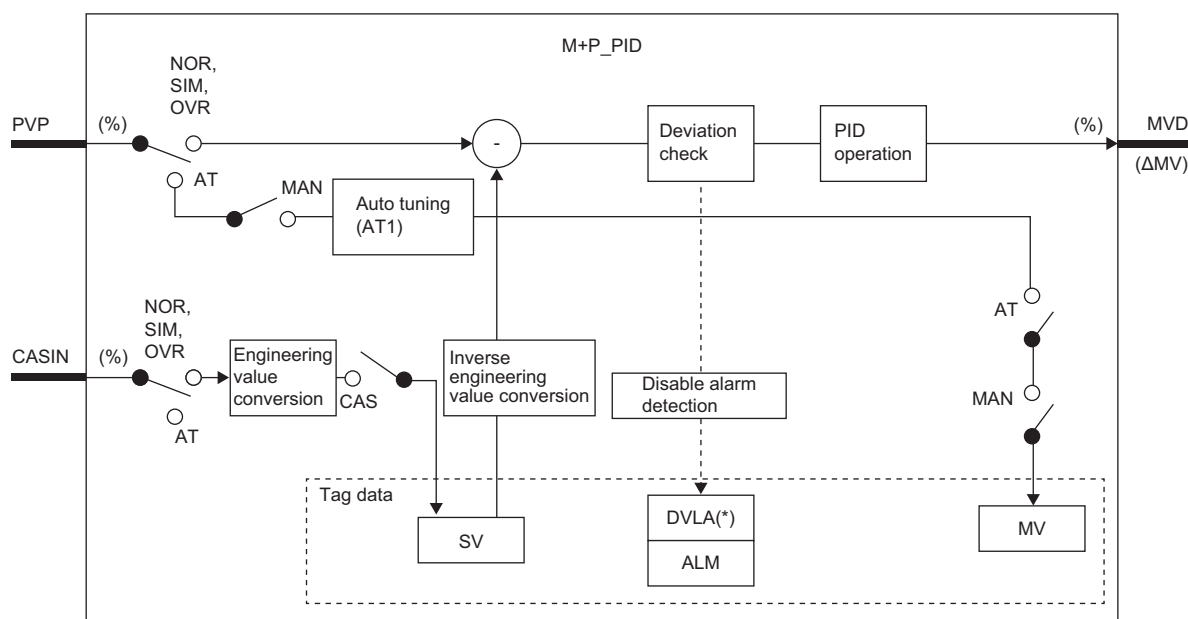 M+P_PID
NOR,
SIM,
OVR
PVP
(%)
AT
MAN
Auto tuning
(AT1)
-
Deviation
check
PID
operation
(%)
MVD
(ΔMV)
NOR,
SIM,
OVR
CASIN
(%)
AT
Engineering
value
conversion
CAS
Inverse
engineering
value conversion
Disable alarm
detection
AT
MAN
Tag data
SV
DVLA(*)
ALM
MV